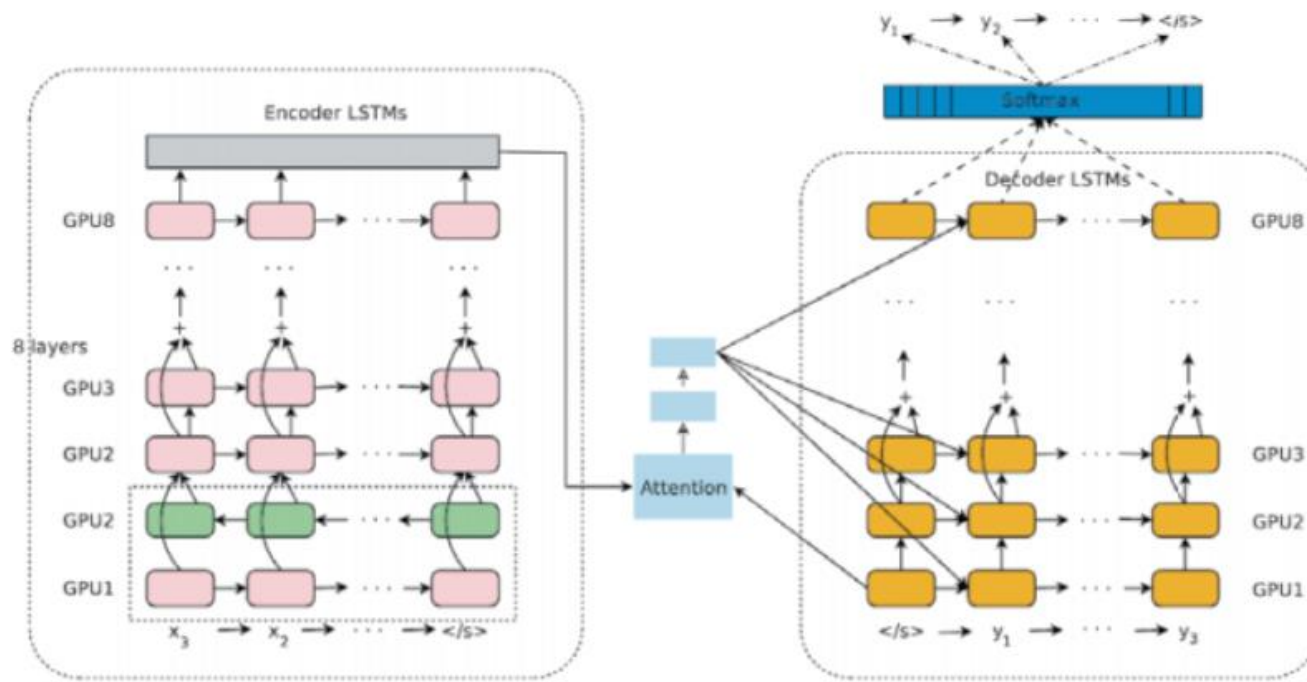 y1 y2 ... </s>
Softmax
Encoder LSTMs
Decoder LSTMs
GPU8
GPU8
...
8 layers
+ + +
GPU3
GPU2
GPU2
GPU1
x3 x2 ... </s>
Attention
+ + +
GPU3
GPU2
GPU1
</s> y1 ... y3